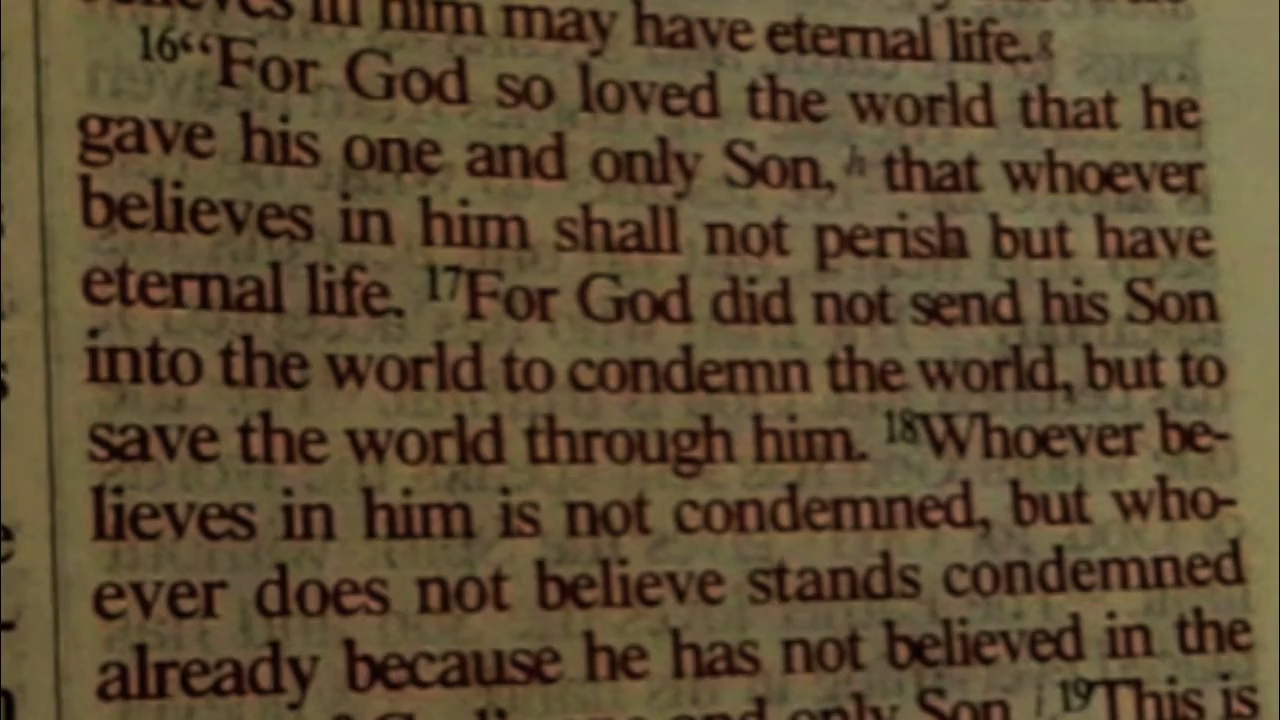 in him may have eternal life.g
16“For God so loved the world that he
gave his one and only Son,h that whoever
believes in him shall not perish but have
eternal life. 17For God did not send his Son
into the world to condemn the world, but to
save the world through him. 18Whoever be-
lieves in him is not condemned, but who-
ever does not believe stands condemned
already because he has not believed in the
and only Son.i 19This is